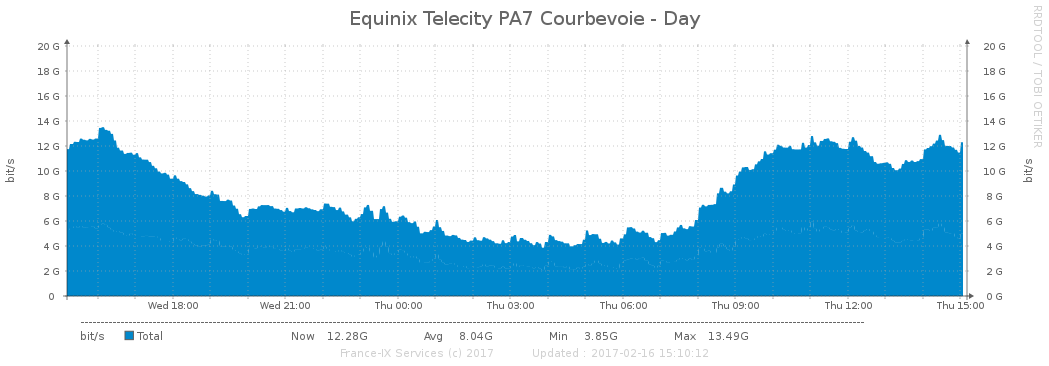 Equinix Telecity PA7 Courbevoie - Day
RRDTOOL / TOBI OETIKER
bit/s
20 G
18 G
16 G
14 G
12 G
10 G
8 G
6 G
4 G
2 G
0
20 G
18 G
16 G
14 G
12 G
10 G
8 G
6 G
4 G
2 G
0 G
bit/s
Wed 18:00 Wed 21:00 Thu 00:00 Thu 03:00 Thu 06:00 Thu 09:00 Thu 12:00 Thu 15:00
bit/s Total Now 12.28G Avg 8.04G Min 3.85G Max 13.49G
France-IX Services (c) 2017 Updated : 2017-02-16 15:10:12